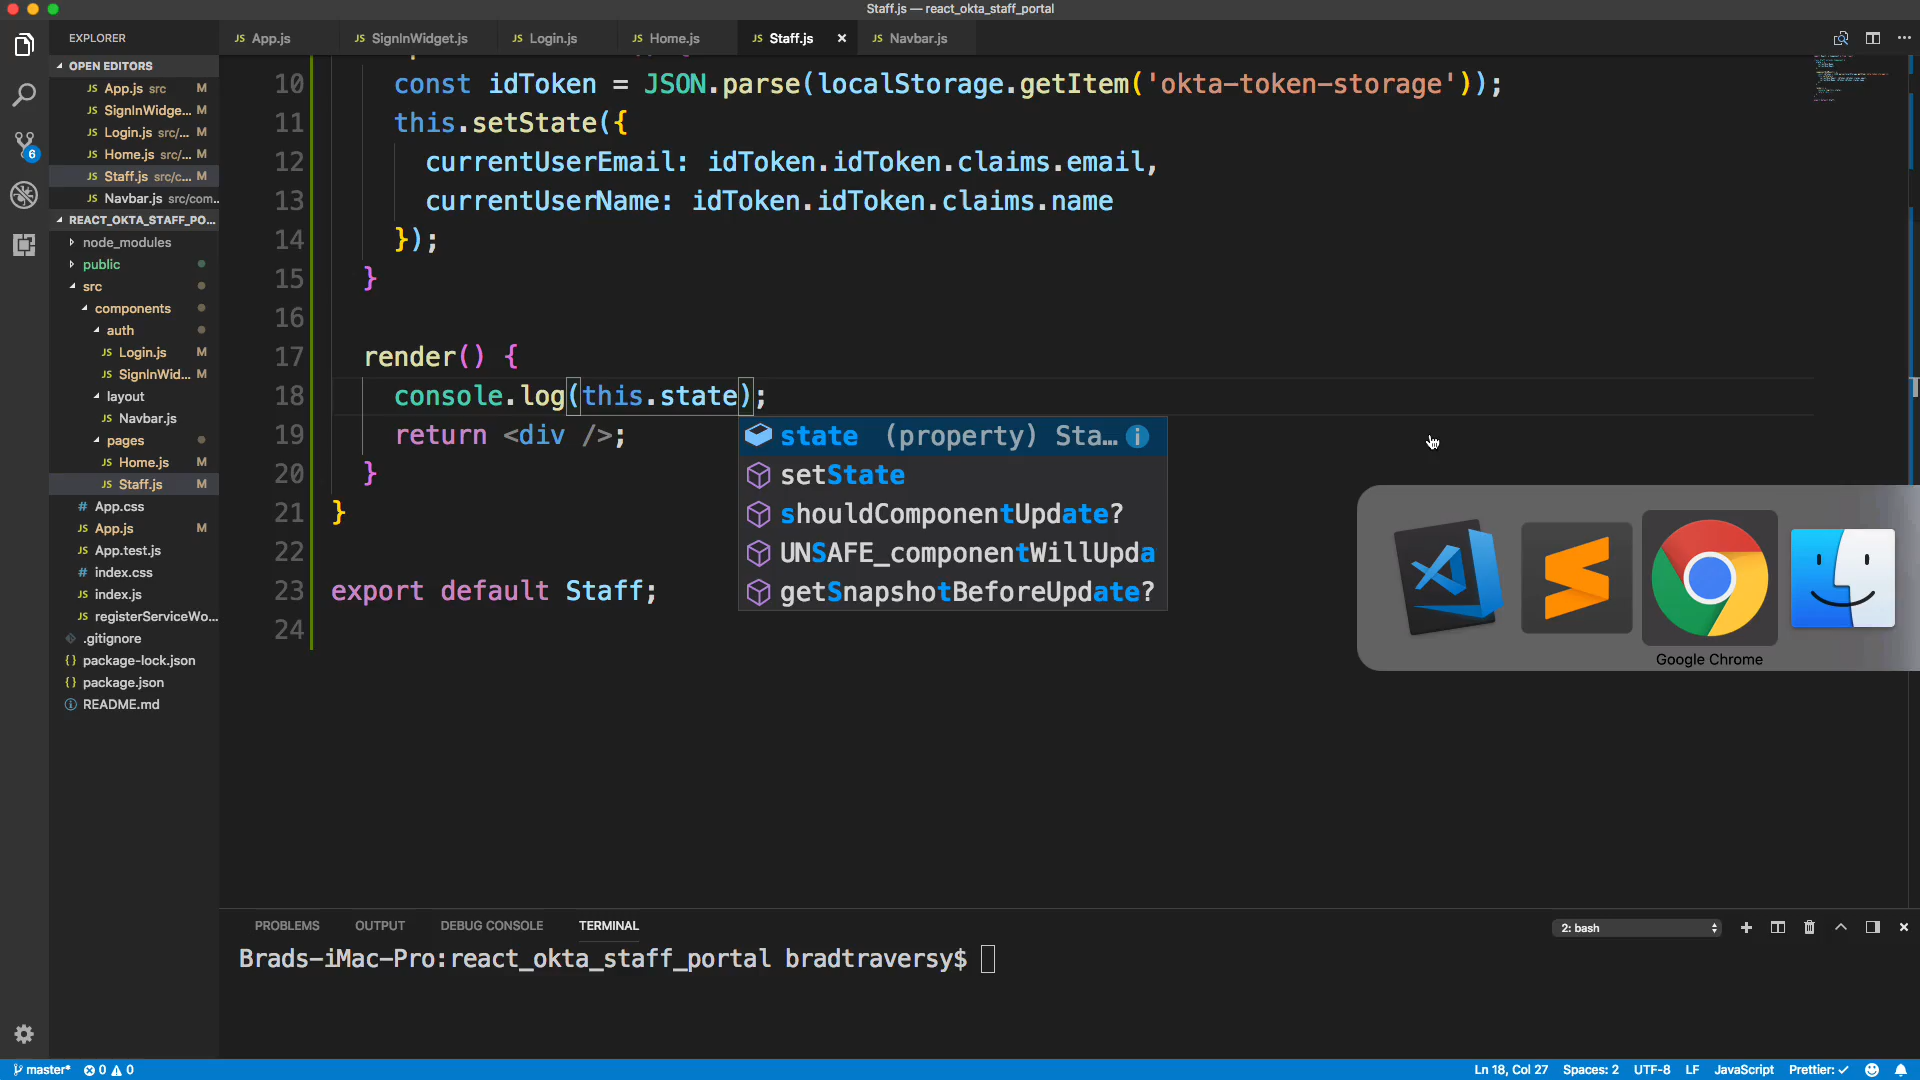 Staff.js — react_okta_staff_portal
EXPLORER
OPEN EDITORS
JS App.js src M
JS SignInWidge... M
JS Login.js src/... M
JS Home.js src/... M
JS Staff.js src/c... M
JS Navbar.js src/com...
REACT_OKTA_STAFF_PO...
node_modules
public
src
components
auth
JS Login.js M
JS SignInWid... M
layout
JS Navbar.js
pages
JS Home.js M
JS Staff.js M
# App.css
JS App.js M
JS App.test.js
# index.css
JS index.js
JS registerServiceWo...
.gitignore
{} package-lock.json
{} package.json
README.md
6
JS App.js JS SignInWidget.js JS Login.js JS Home.js JS Staff.js × JS Navbar.js
10 const idToken = JSON.parse(localStorage.getItem('okta-token-storage'));
11 this.setState({
12 currentUserEmail: idToken.idToken.claims.email,
13 currentUserName: idToken.idToken.claims.name
14 });
15 }
16
17 render() {
18 console.log(this.state);
19 return <div />;
20 }
21 }
22
23 export default Staff;
24
state (property) Sta...
setState
shouldComponentUpdate?
UNSAFE_componentWillUpda
getSnapshotBeforeUpdate?
Google Chrome
PROBLEMS OUTPUT DEBUG CONSOLE TERMINAL
2: bash
Brads-iMac-Pro:react_okta_staff_portal bradtraversy$
master* 0 0
Ln 18, Col 27 Spaces: 2 UTF-8 LF JavaScript Prettier: ✓